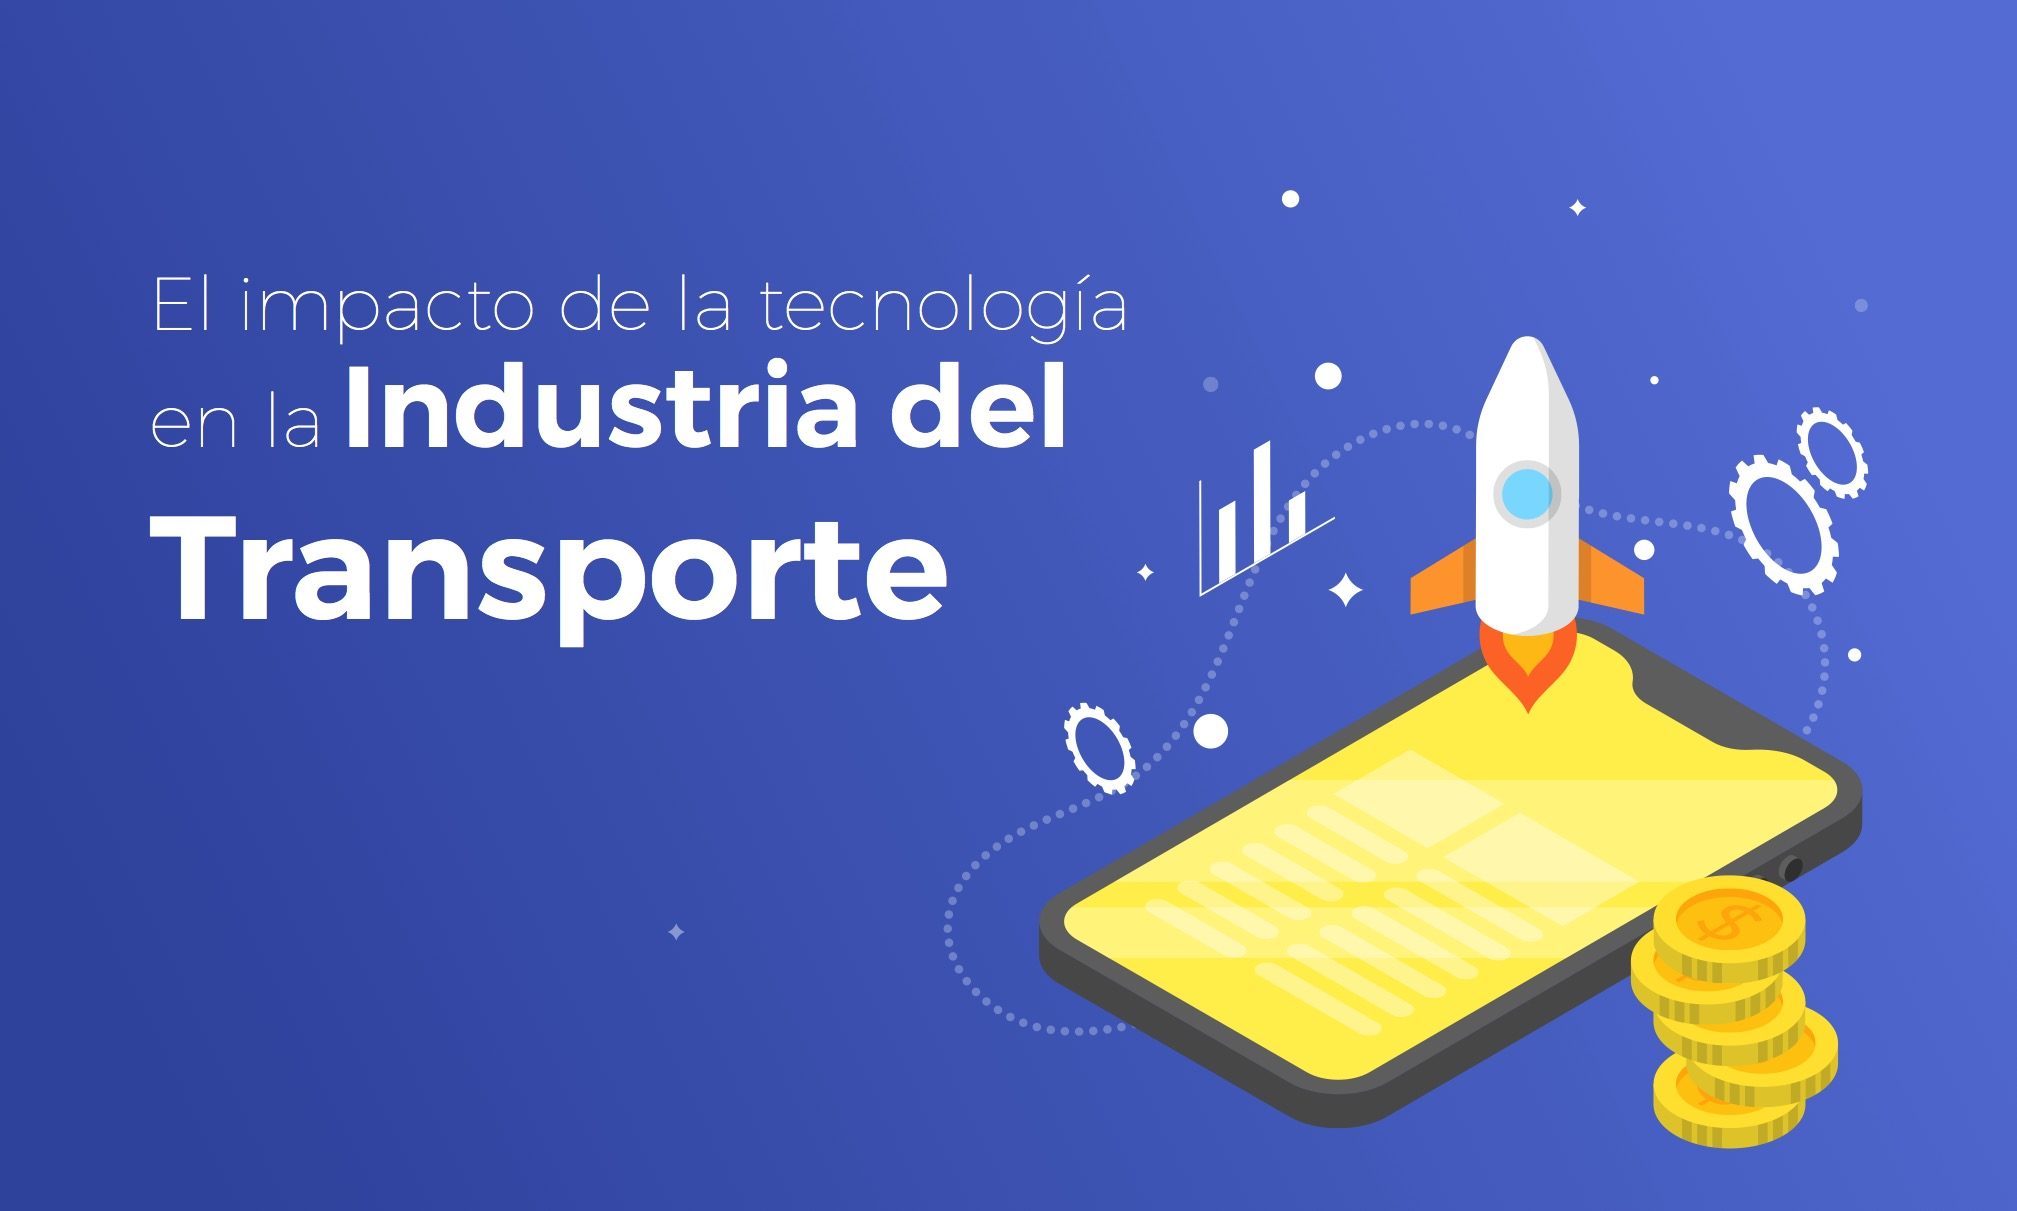 El impacto de la tecnología
en la Industria del
Transporte
$